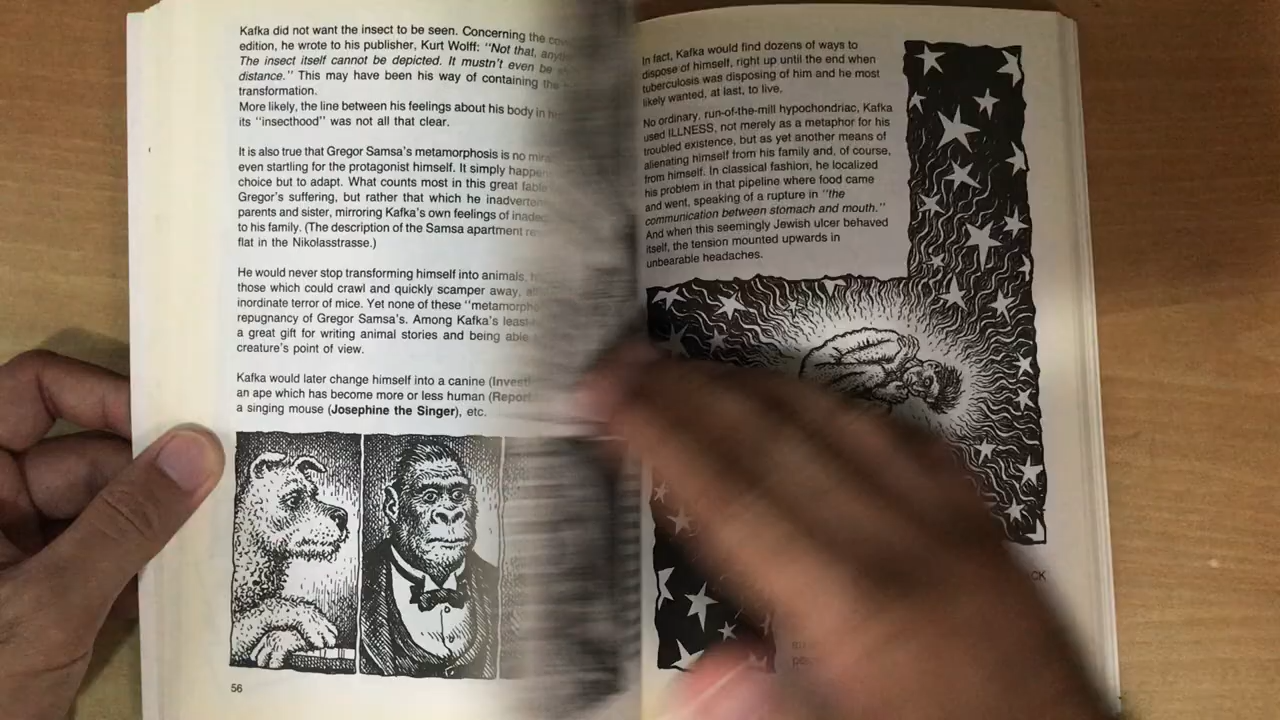 Kafka did not want the insect to be seen. Concerning the
edition, he wrote to his publisher, Kurt Wolff: "Not that,
The insect itself cannot be depicted. It mustn't even be
distance." This may have been his way of containing the
transformation.
More likely, the line between his feelings about his body in
its "insecthood" was not all that clear.
It is also true that Gregor Samsa's metamorphosis is no
even startling for the protagonist himself. It simply
choice but to adapt. What counts most in this great fable
Gregor's suffering, but rather that which he
parents and sister, mirroring Kafka's own feelings of
to his family. (The description of the Samsa apartment
flat in the Nikolasstrasse.)
He would never stop transforming himself into animals,
those which could crawl and quickly scamper away,
inordinate terror of mice. Yet none of these
repugnancy of Gregor Samsa's. Among Kafka's
a great gift for writing animal stories and being able
creature's point of view.
Kafka would later change himself into a canine
an ape which has become more or less human
a singing mouse (Josephine the Singer), etc.
56
In fact, Kafka would find dozens of ways to
dispose of himself, right up until the end when
tuberculosis was disposing of him and he most
likely wanted, at last, to live.
No ordinary, run-of-the-mill hypochondriac, Kafka
used ILLNESS, not merely as a metaphor for his
troubled existence, but as yet another means of
alienating himself from his family and, of course,
from himself. In classical fashion, he localized
his problem in that pipeline where food came
and went, speaking of a rupture in "the
communication between stomach and mouth."
And when this seemingly Jewish ulcer behaved
itself, the tension mounted upwards in
unbearable headaches.